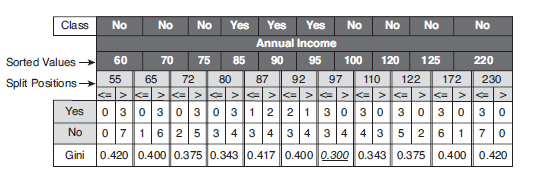 Class No No No Yes Yes Yes No No No No
Annual Income
Sorted Values 60 70 75 85 90 95 100 120 125 220
Split Positions 55 65 72 80 87 92 97 110 122 172 230
<= > <= > <= > <= > <= > <= > <= > <= > <= > <= > <= >
Yes 0 3 0 3 0 3 0 3 1 2 2 1 3 0 3 0 3 0 3 0 3 0
No 0 7 1 6 2 5 3 4 3 4 3 4 3 4 4 3 5 2 6 1 7 0
Gini 0.420 0.400 0.375 0.343 0.417 0.400 0.300 0.343 0.375 0.400 0.420